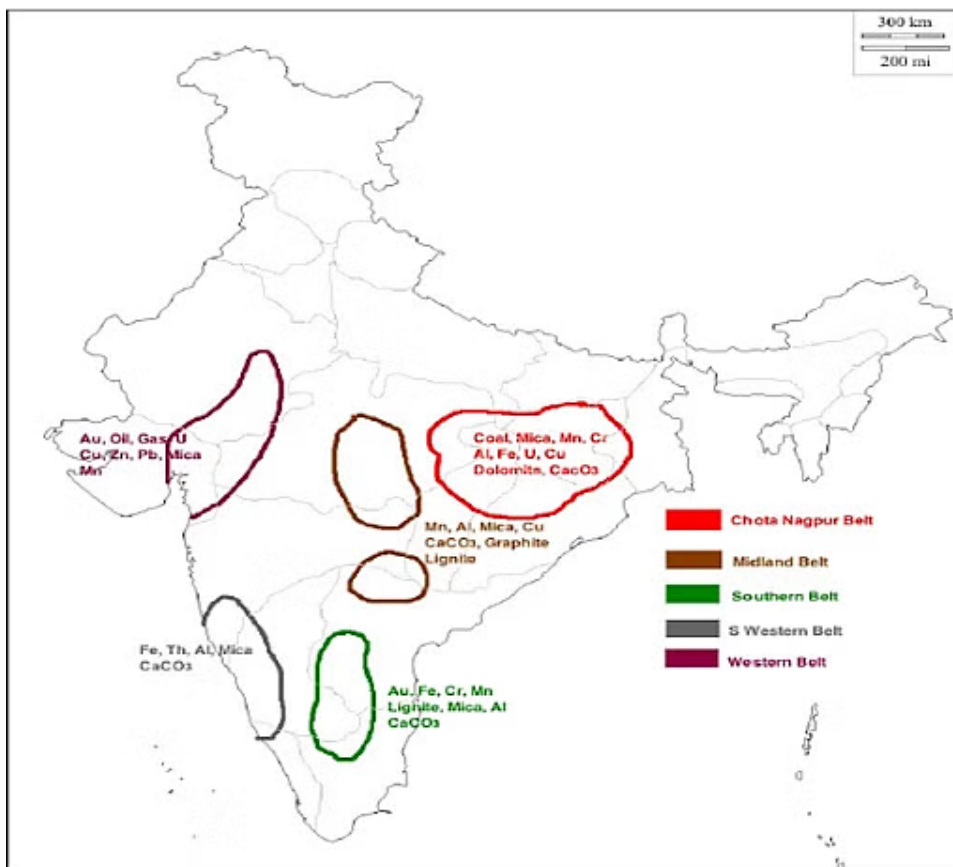 300 km
200 mi
Au, Oil, Gas, U
Cu, Zn, Pb, Mica
Mn
Coal, Mica, Mn, Cr
Al, Fe, U, Cu
Dolomite, CacO3
Mn, Al, Mica, Cu
CaCO3, Graphite
Lignite
Fe, Th, Al, Mica
CaCO3
Au, Fe, Cr, Mn
Lignite, Mica, Al
CaCO3
Chota Nagpur Belt
Midland Belt
Southern Belt
S Western Belt
Western Belt